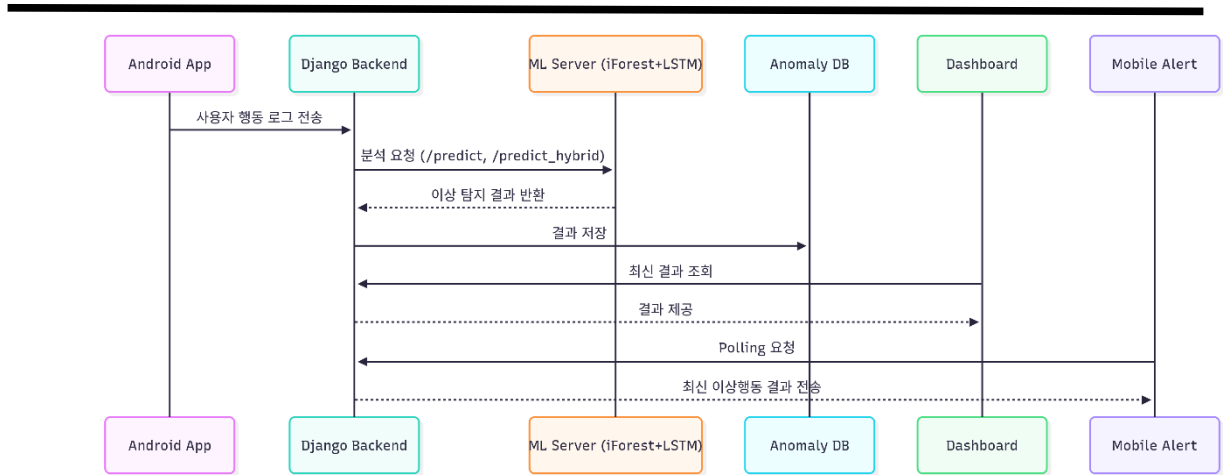 Android App
Django Backend
ML Server (iForest+LSTM)
Anomaly DB
Dashboard
Mobile Alert
사용자 행동 로그 전송
분석 요청 (/predict, /predict_hybrid)
이상 탐지 결과 반환
결과 저장
최신 결과 조회
결과 제공
Polling 요청
최신 이상행동 결과 전송
Android App
Django Backend
ML Server (iForest+LSTM)
Anomaly DB
Dashboard
Mobile Alert